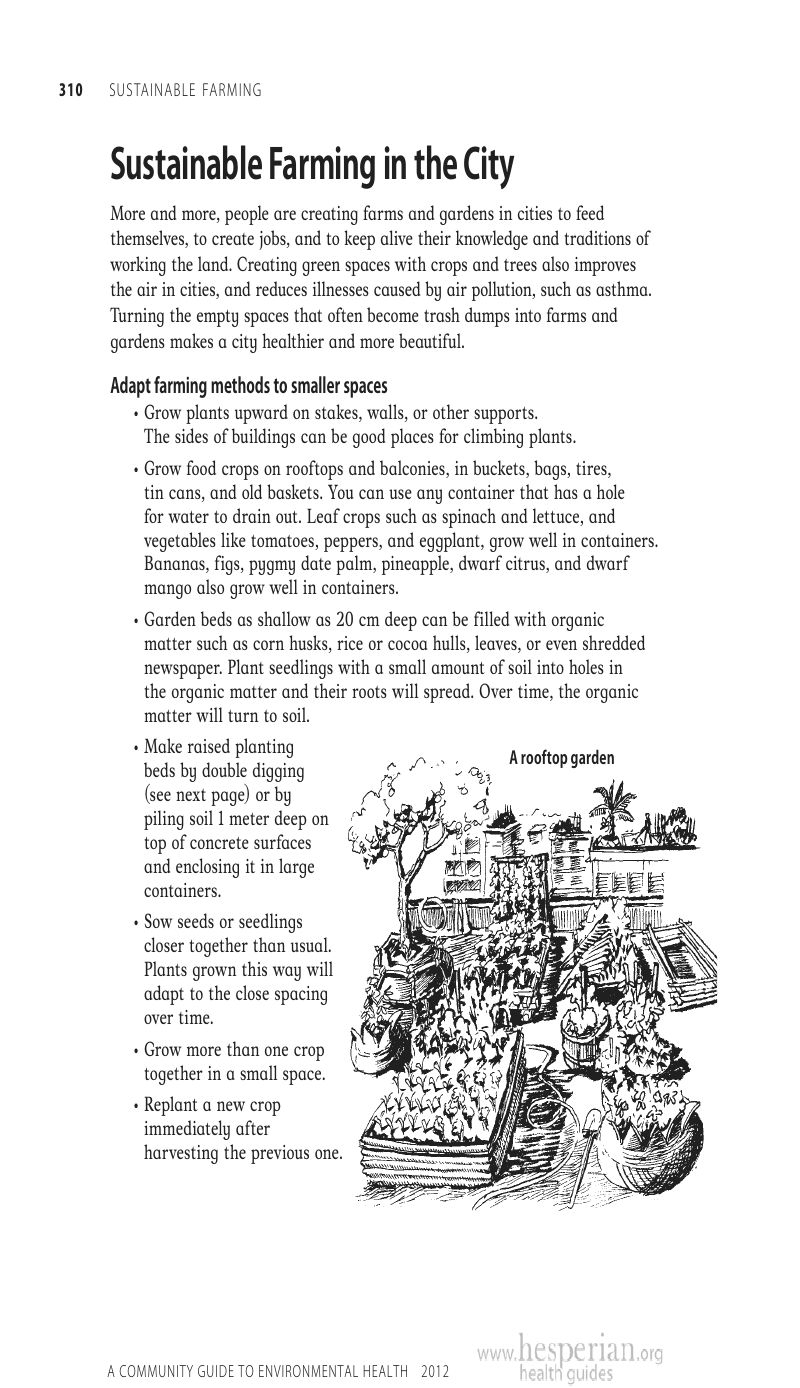 310 SUSTAINABLE FARMING
Sustainable Farming in the City
More and more, people are creating farms and gardens in cities to feed
themselves, to create jobs, and to keep alive their knowledge and traditions of
working the land. Creating green spaces with crops and trees also improves
the air in cities, and reduces illnesses caused by air pollution, such as asthma.
Turning the empty spaces that often become trash dumps into farms and
gardens makes a city healthier and more beautiful.
Adapt farming methods to smaller spaces
• Grow plants upward on stakes, walls, or other supports.
The sides of buildings can be good places for climbing plants.
• Grow food crops on rooftops and balconies, in buckets, bags, tires,
tin cans, and old baskets. You can use any container that has a hole
for water to drain out. Leaf crops such as spinach and lettuce, and
vegetables like tomatoes, peppers, and eggplant, grow well in containers.
Bananas, figs, pygmy date palm, pineapple, dwarf citrus, and dwarf
mango also grow well in containers.
• Garden beds as shallow as 20 cm deep can be filled with organic
matter such as corn husks, rice or cocoa hulls, leaves, or even shredded
newspaper. Plant seedlings with a small amount of soil into holes in
the organic matter and their roots will spread. Over time, the organic
matter will turn to soil.
• Make raised planting
beds by double digging
(see next page) or by
piling soil 1 meter deep on
top of concrete surfaces
and enclosing it in large
containers.
• Sow seeds or seedlings
closer together than usual.
Plants grown this way will
adapt to the close spacing
over time.
• Grow more than one crop
together in a small space.
• Replant a new crop
immediately after
harvesting the previous one.
A rooftop garden
A COMMUNITY GUIDE TO ENVIRONMENTAL HEALTH 2012
www.hesperian.org
health guides